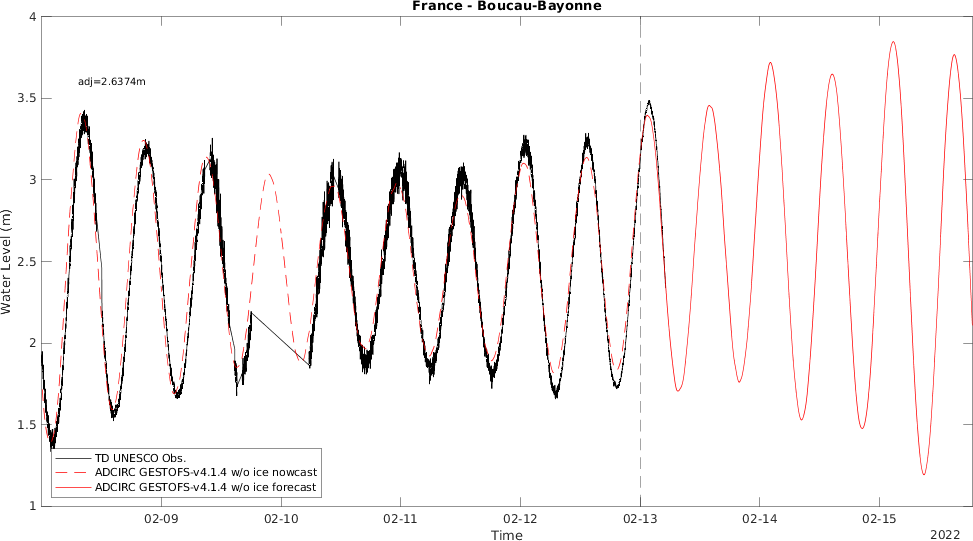 France - Boucau-Bayonne
4
adj=2.6374m
3.5
3
2.5
Water Level (m)
2
1.5
TD UNESCO Obs.
ADCIRC GESTOFS-v4.1.4 w/o ice nowcast
ADCIRC GESTOFS-v4.1.4 w/o ice forecast
1
02-09 02-10 02-11 02-12 02-13 02-14 02-15
Time
2022